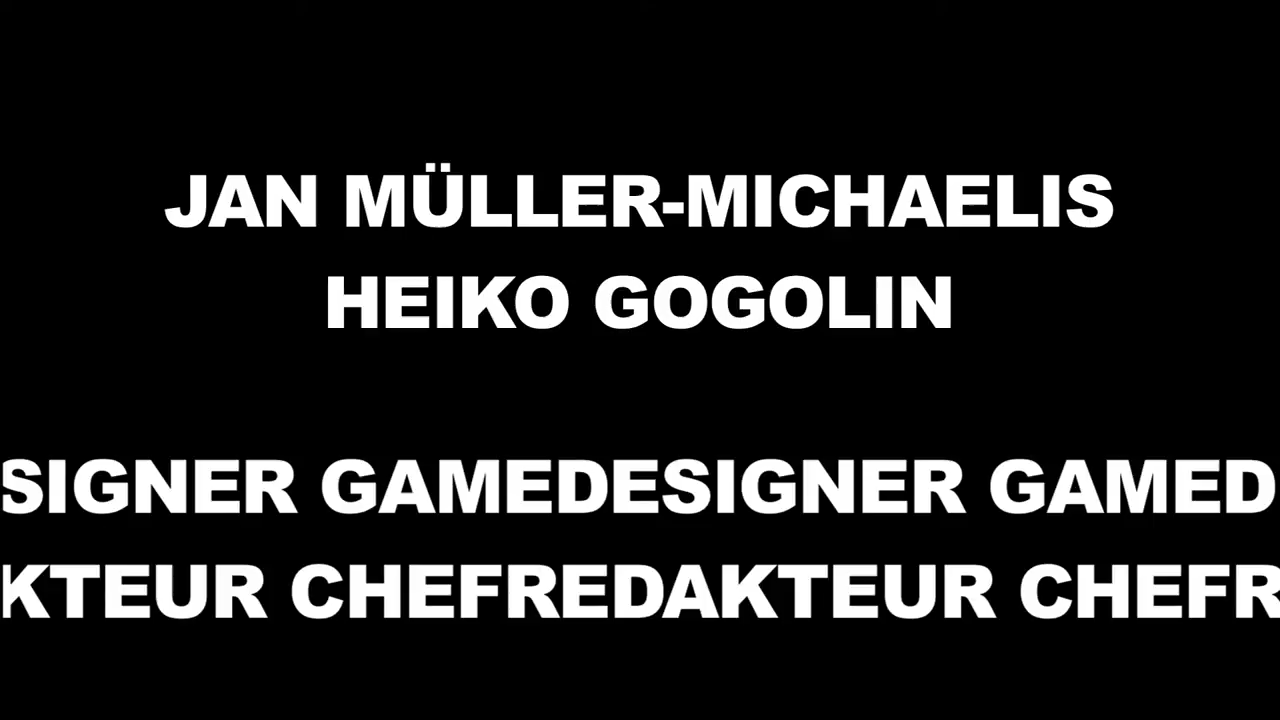 JAN MÜLLER-MICHAELIS
HEIKO GOGOLIN
SIGNER GAMEDESIGNER GAMED
KTEUR CHEFREDAKTEUR CHEFR